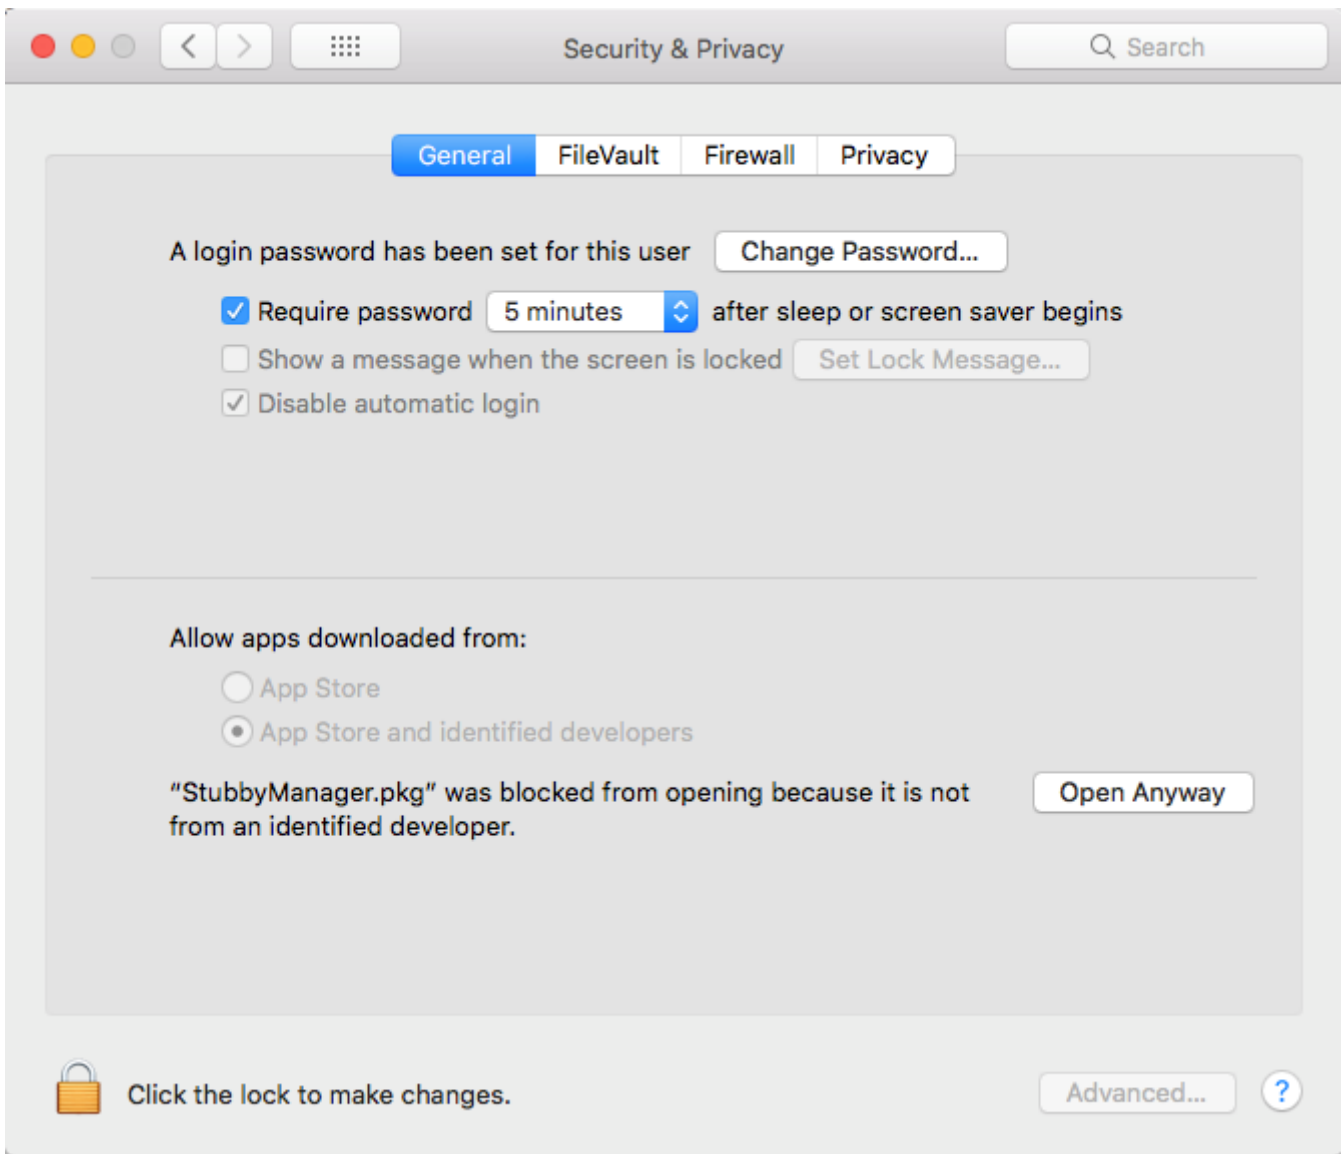 Security & Privacy
Search
General FileVault Firewall Privacy
A login password has been set for this user Change Password...
Require password 5 minutes after sleep or screen saver begins
Show a message when the screen is locked Set Lock Message...
Disable automatic login
Allow apps downloaded from:
App Store
App Store and identified developers
“StubbyManager.pkg” was blocked from opening because it is not Open Anyway
from an identified developer.
Click the lock to make changes. Advanced... ?